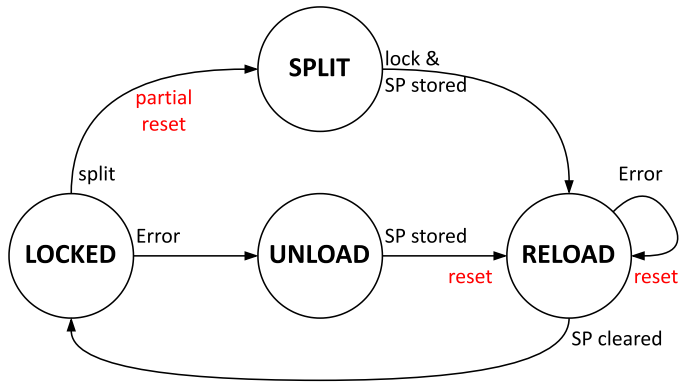 SPLIT
lock &
SP stored
partial
reset
split
Error
LOCKED
Error
UNLOAD
SP stored
reset
RELOAD
reset
SP cleared